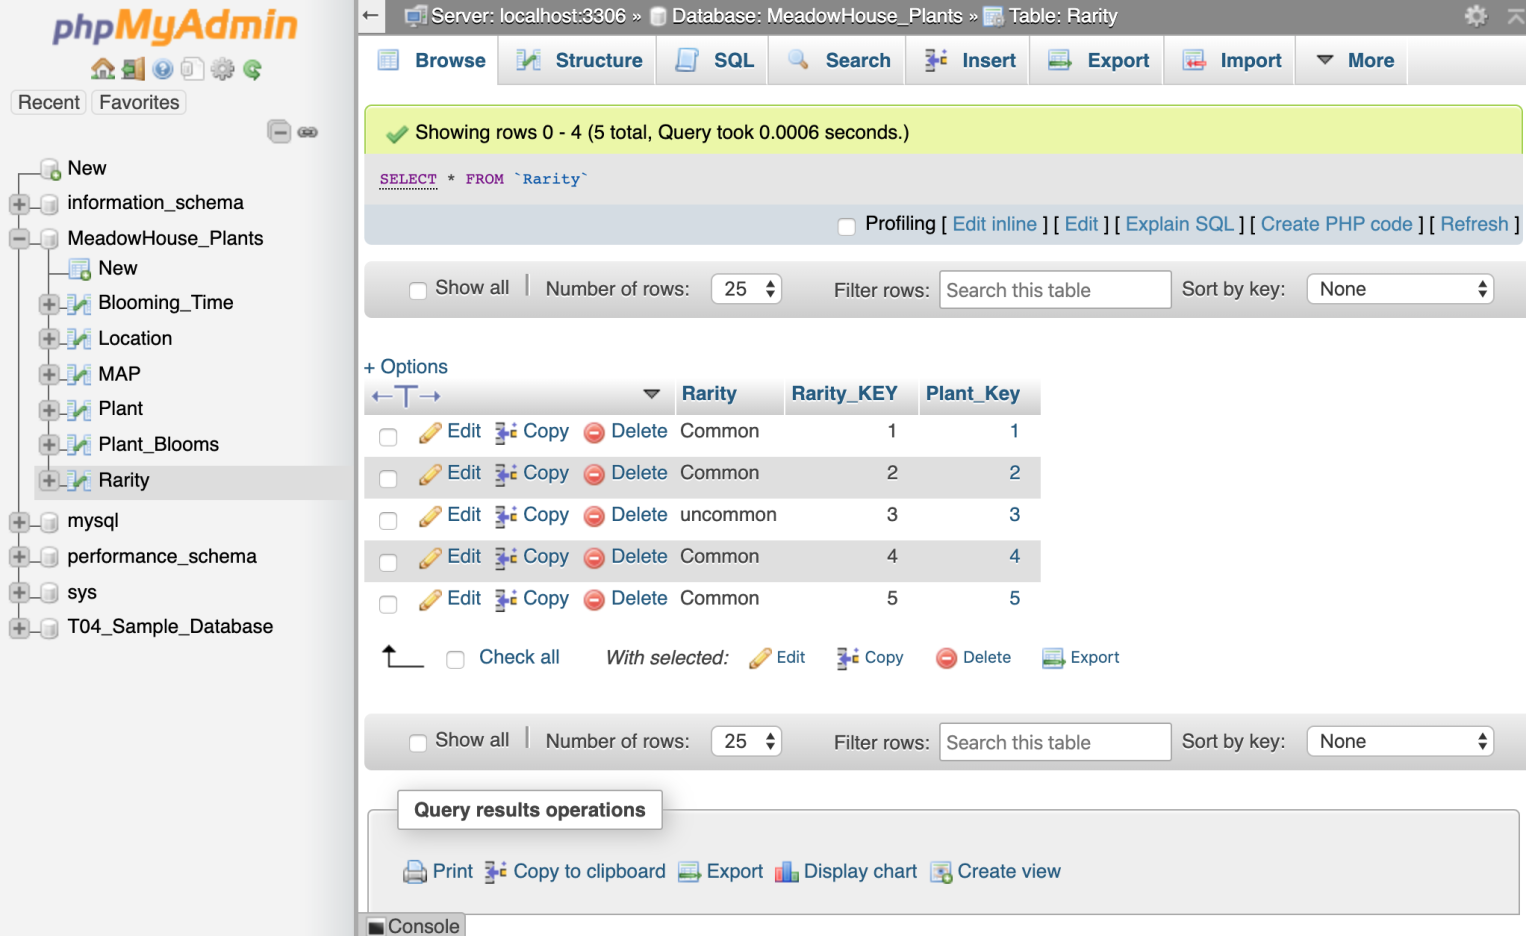 phpMyAdmin
Recent Favorites
New
information_schema
MeadowHouse_Plants
New
Blooming_Time
Location
MAP
Plant
Plant_Blooms
Rarity
mysql
performance_schema
sys
T04_Sample_Database
Server: localhost:3306 » Database: MeadowHouse_Plants » Table: Rarity
Browse Structure SQL Search Insert Export Import More
Showing rows 0 - 4 (5 total, Query took 0.0006 seconds.)
SELECT * FROM `Rarity`
Profiling [ Edit inline ] [ Edit ] [ Explain SQL ] [ Create PHP code ] [ Refresh ]
Show all Number of rows: 25 Filter rows: Search this table Sort by key: None
+ Options
←T→ Rarity Rarity_KEY Plant_Key
Edit Copy Delete Common 1 1
Edit Copy Delete Common 2 2
Edit Copy Delete uncommon 3 3
Edit Copy Delete Common 4 4
Edit Copy Delete Common 5 5
Check all With selected: Edit Copy Delete Export
Show all Number of rows: 25 Filter rows: Search this table Sort by key: None
Query results operations
Print Copy to clipboard Export Display chart Create view
Console